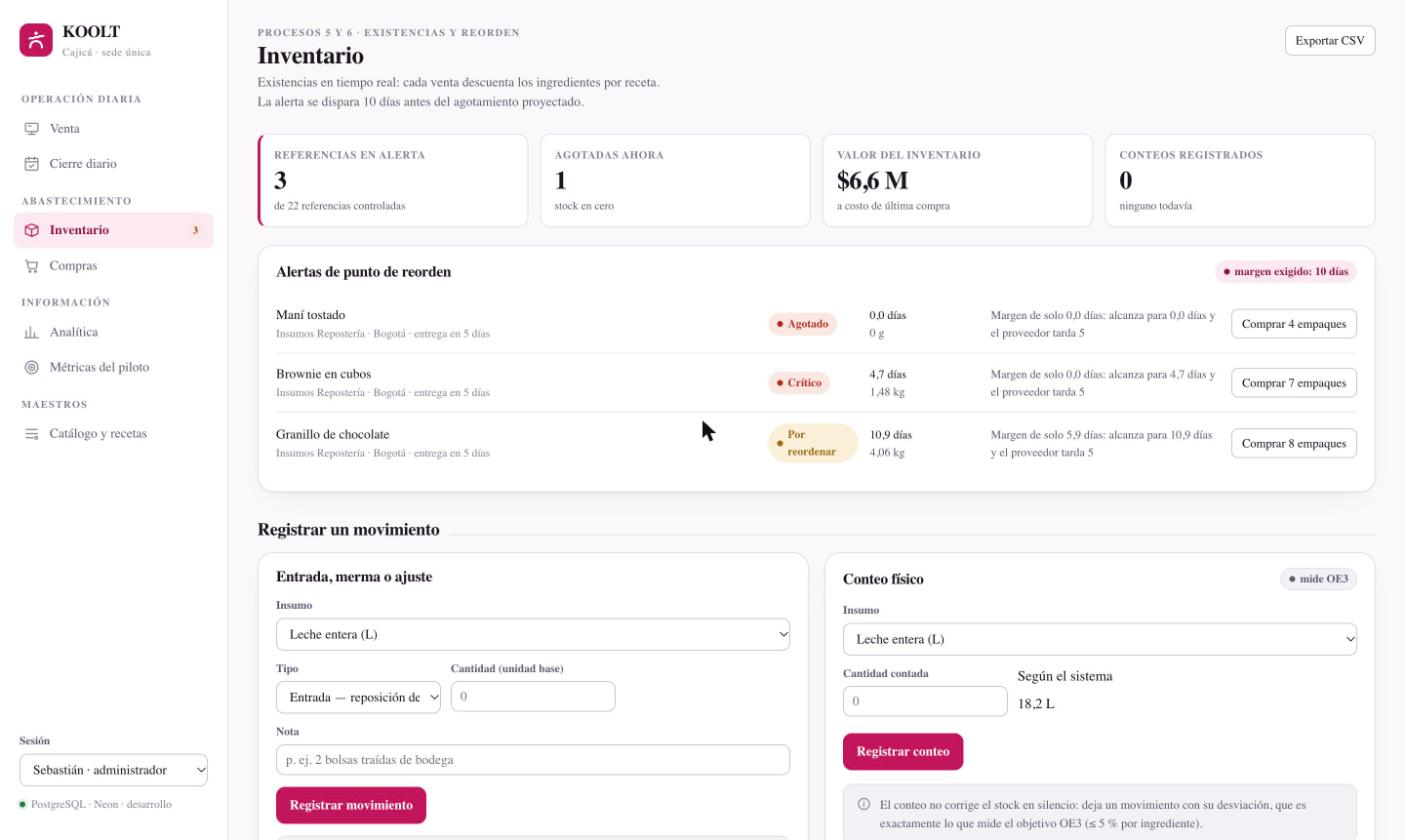 KOOLT
Cajicá · sede única
OPERACIÓN DIARIA
Venta
Cierre diario
ABASTECIMIENTO
Inventario
3
Compras
INFORMACIÓN
Analítica
Métricas del piloto
MAESTROS
Catálogo y recetas
Sesión
Sebastián · administrador
PostgreSQL · Neon · desarrollo
PROCESOS 5 Y 6 · EXISTENCIAS Y REORDEN
Inventario
Existencias en tiempo real: cada venta descuenta los ingredientes por receta.
La alerta se dispara 10 días antes del agotamiento proyectado.
Exportar CSV
REFERENCIAS EN ALERTA
3
de 22 referencias controladas
AGOTADAS AHORA
1
stock en cero
VALOR DEL INVENTARIO
$6,6 M
a costo de última compra
CONTEOS REGISTRADOS
0
ninguno todavía
Alertas de punto de reorden
margen exigido: 10 días
Maní tostado
Insumos Repostería · Bogotá · entrega en 5 días
Agotado
0,0 días
0 g
Margen de solo 0,0 días: alcanza para 0,0 días y
el proveedor tarda 5
Comprar 4 empaques
Brownie en cubos
Insumos Repostería · Bogotá · entrega en 5 días
Crítico
4,7 días
1,48 kg
Margen de solo 0,0 días: alcanza para 4,7 días y
el proveedor tarda 5
Comprar 7 empaques
Granillo de chocolate
Insumos Repostería · Bogotá · entrega en 5 días
Por
reordenar
10,9 días
4,06 kg
Margen de solo 5,9 días: alcanza para 10,9 días
y el proveedor tarda 5
Comprar 8 empaques
Registrar un movimiento
Entrada, merma o ajuste
Insumo
Leche entera (L)
Tipo
Entrada — reposición de
Cantidad (unidad base)
0
Nota
p. ej. 2 bolsas traídas de bodega
Registrar movimiento
Conteo físico
mide OE3
Insumo
Leche entera (L)
Cantidad contada
0
Según el sistema
18,2 L
Registrar conteo
El conteo no corrige el stock en silencio: deja un movimiento con su desviación, que es
exactamente lo que mide el objetivo OE3 (≤ 5 % por ingrediente).